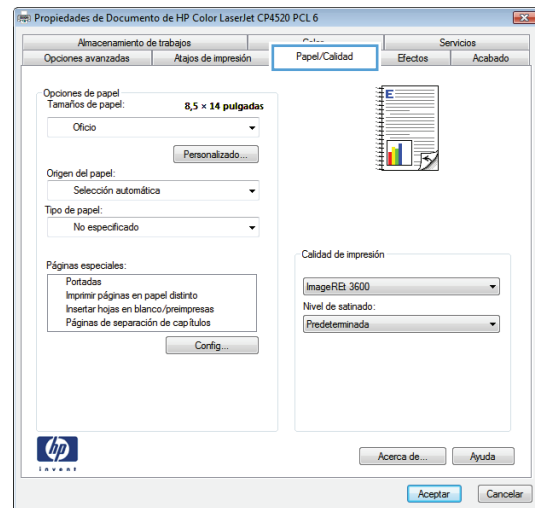 Propiedades de Documento de HP Color LaserJet CP4520 PCL 6
Almacenamiento de trabajos
Color
Servicios
Opciones avanzadas
Atajos de impresión
Papel/Calidad
Efectos
Acabado
Opciones de papel
Tamaños de papel:
8,5 × 14 pulgadas
Oficio
Personalizado...
Origen del papel:
Selección automática
Tipo de papel:
No especificado
Páginas especiales:
Portadas
Imprimir páginas en papel distinto
Insertar hojas en blanco/preimpresas
Páginas de separación de capítulos
Config...
E
Calidad de impresión
ImageREt 3600
Nivel de satinado:
Predeterminada
hp
invent
Acerca de...
Ayuda
Aceptar
Cancelar